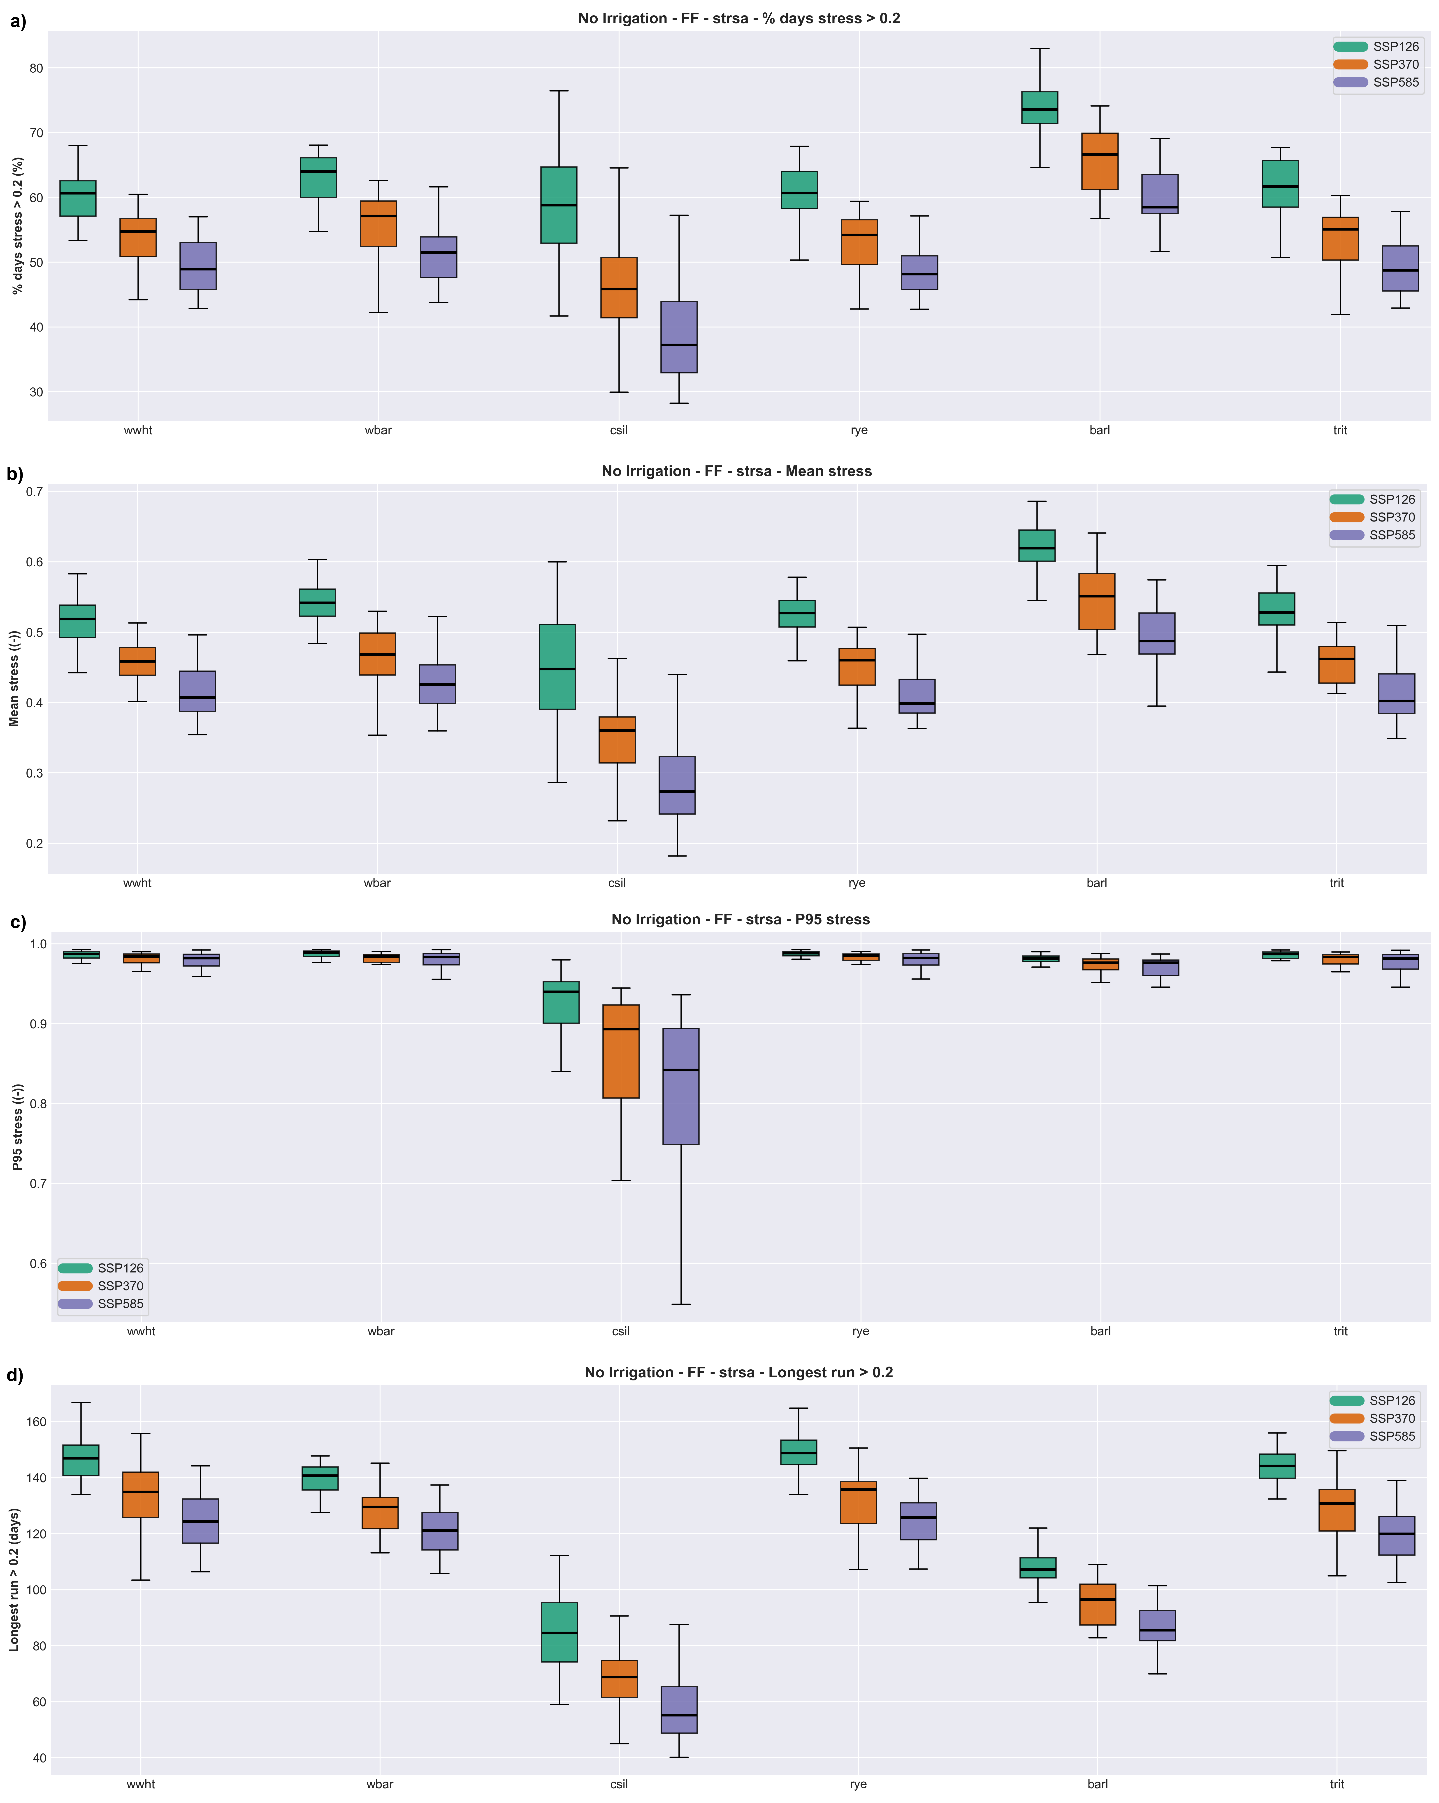 a)
No Irrigation - FF - strsa - % days stress > 0.2
SSP126
SSP370
SSP585
% days stress > 0.2 (%)
80
70
60
50
40
30
wwht wbar csil rye barl trit
b)
No Irrigation - FF - strsa - Mean stress
SSP126
SSP370
SSP585
Mean stress ((-))
0.7
0.6
0.5
0.4
0.3
0.2
wwht wbar csil rye barl trit
c)
No Irrigation - FF - strsa - P95 stress
P95 stress ((-))
1.0
0.9
0.8
0.7
0.6
SSP126
SSP370
SSP585
wwht wbar csil rye barl trit
d)
No Irrigation - FF - strsa - Longest run > 0.2
SSP126
SSP370
SSP585
Longest run > 0.2 (days)
160
140
120
100
80
60
40
wwht wbar csil rye barl trit